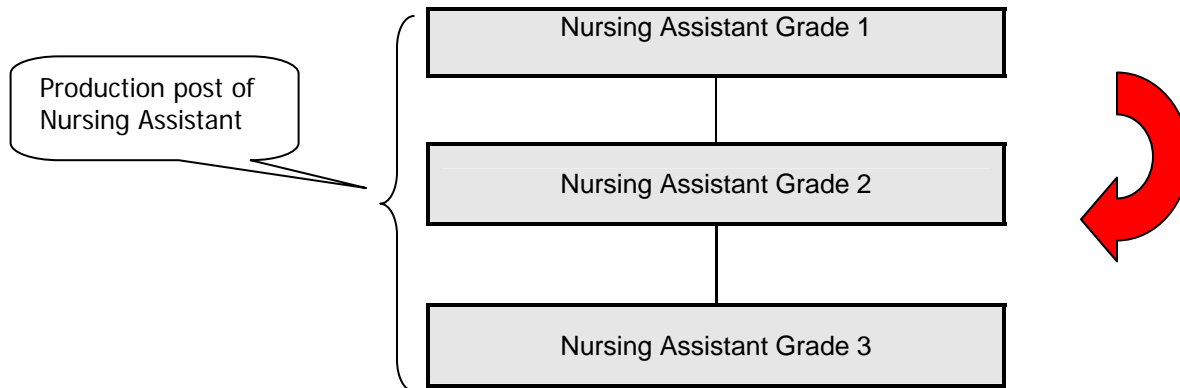 Nursing Assistant Grade 1
Production post of
Nursing Assistant
Nursing Assistant Grade 2
Nursing Assistant Grade 3